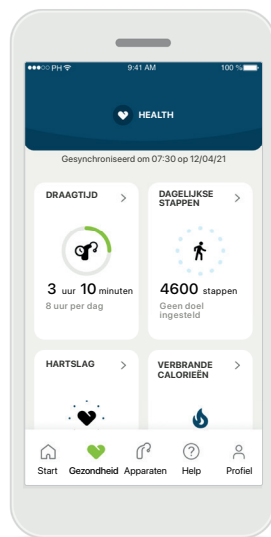 PH 9:41 AM 100 %
HEALTH
Gesynchroniseerd om 07:30 op 12/04/21
DRAAGTIJD
3 uur 10 minuten
8 uur per dag
DAGELIJKSE
STAPPEN
4600 stappen
Geen doel
ingesteld
HARTSLAG
VERBRANDE
CALORIEËN
Start Gezondheid Apparaten Help Profiel